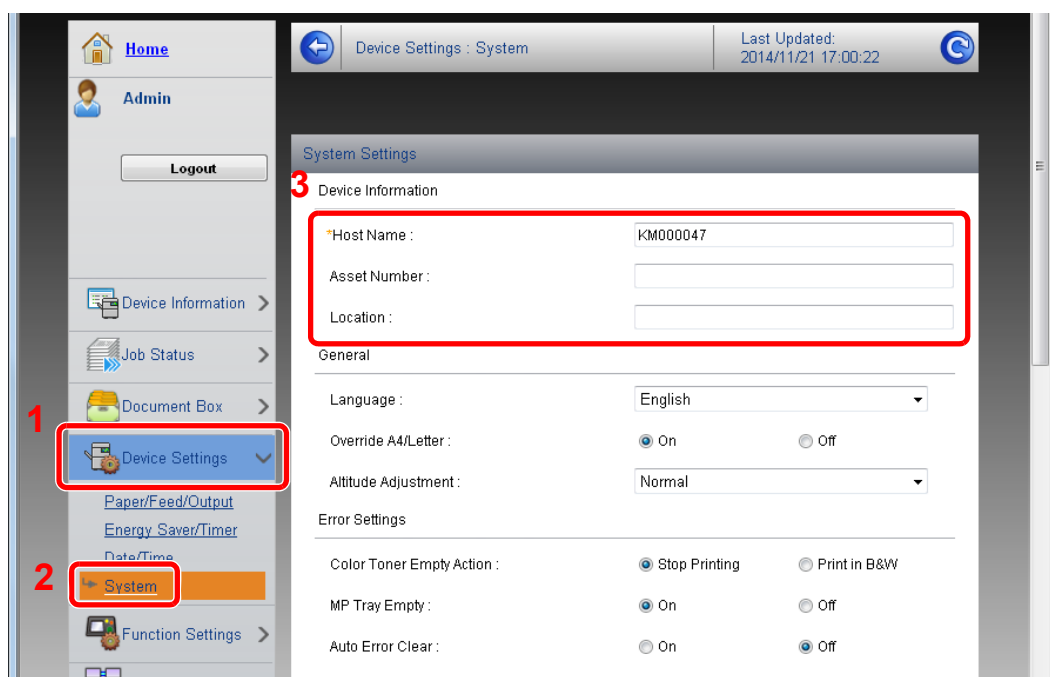 Home
Admin
Logout
Device Information
Job Status
Document Box
1
Device Settings
Paper/Feed/Output
Energy Saver/Timer
Date/Time
2
System
Function Settings
Device Settings : System
Last Updated:
2014/11/21 17:00:22
System Settings
3
Device Information
*Host Name : KM000047
Asset Number :
Location :
General
Language : English
Override A4/Letter : On Off
Altitude Adjustment : Normal
Error Settings
Color Toner Empty Action : Stop Printing Print in B&W
MP Tray Empty : On Off
Auto Error Clear : On Off